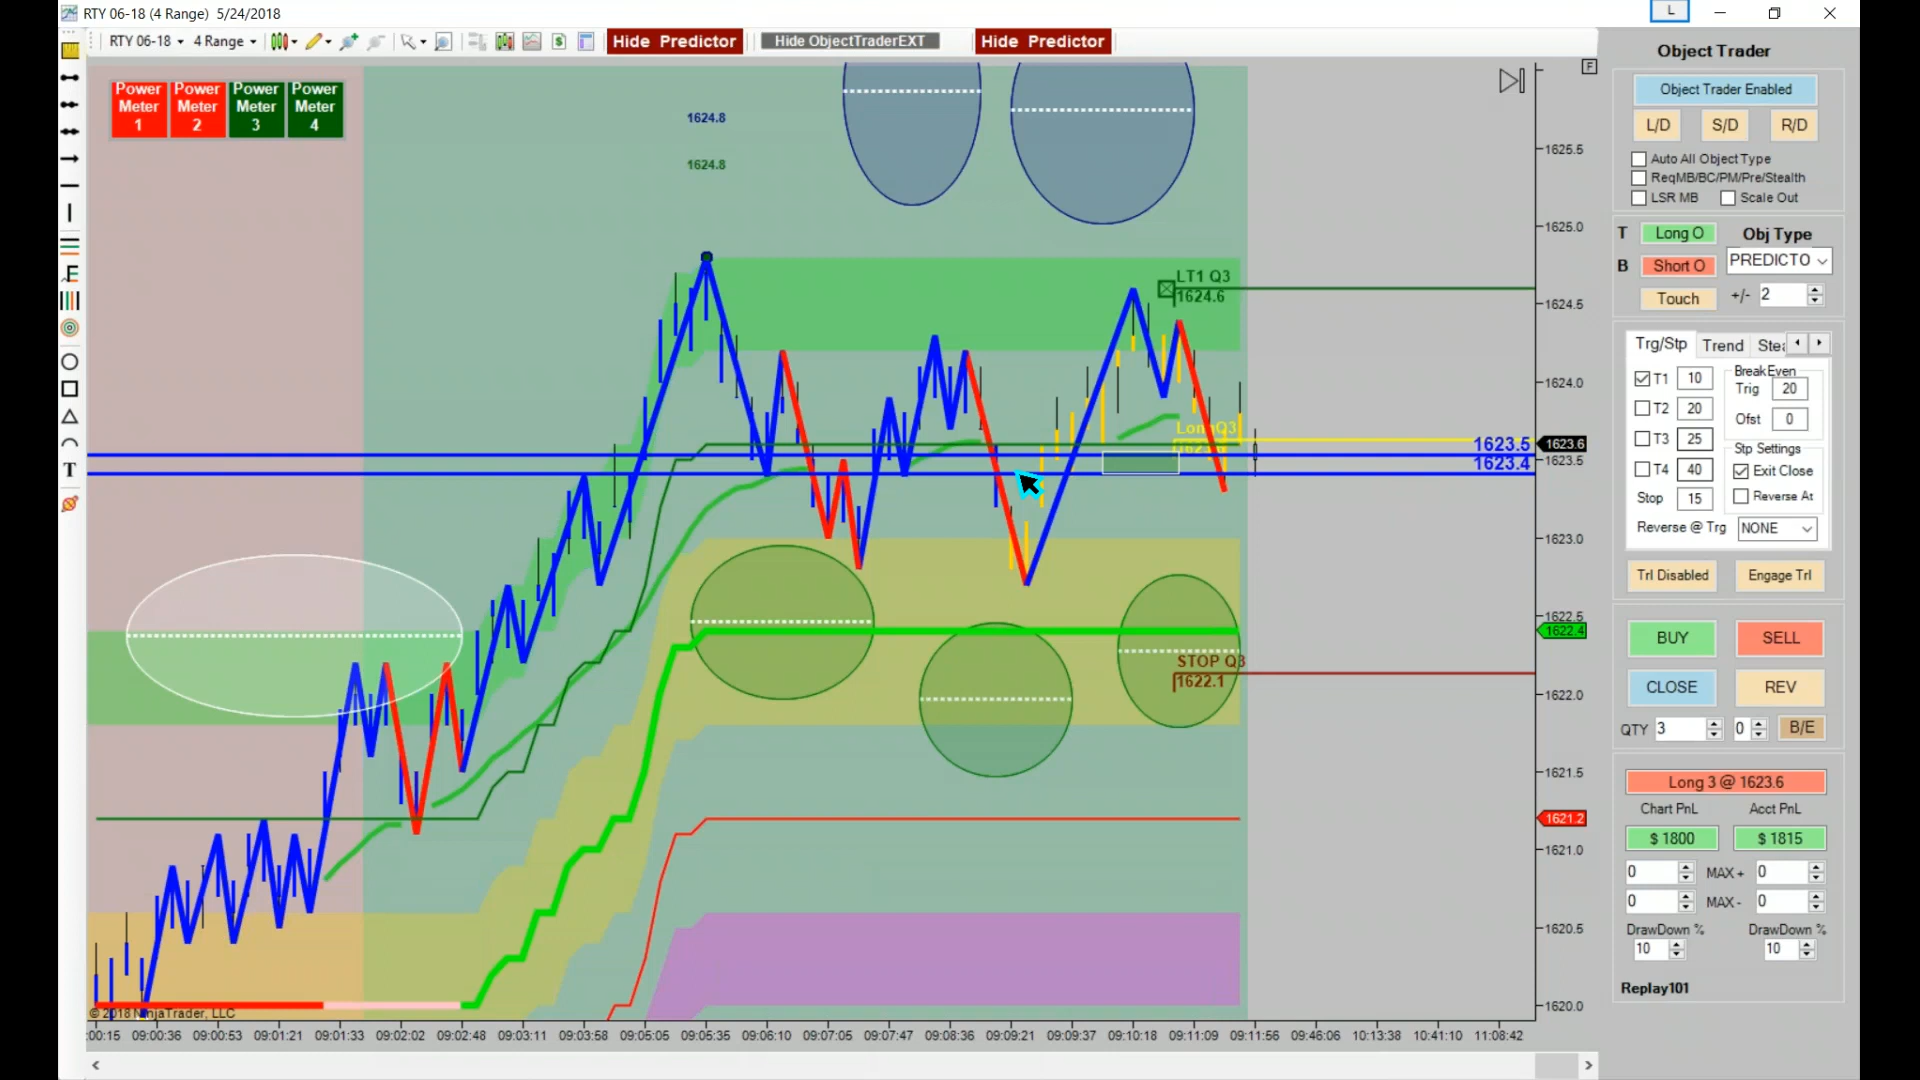 RTY 06-18 (4 Range) 5/24/2018
L
RTY 06-18
4 Range
Hide Predictor
Hide ObjectTraderEXT
Hide Predictor
F
Power Meter 1
Power Meter 2
Power Meter 3
Power Meter 4
1624.8
1624.8
LT1 Q3
1624.6
Long Q3
1623.5
1623.4
STOP Q3
1622.1
1625.5
1625.0
1624.5
1624.0
1623.6
1623.5
1623.0
1622.5
1622.4
1622.0
1621.5
1621.2
1621.0
1620.5
1620.0
© 2018 NinjaTrader, LLC
:00:15 09:00:36 09:00:53 09:01:21 09:01:33 09:02:02 09:02:48 09:03:11 09:03:58 09:05:05 09:05:35 09:06:10 09:07:05 09:07:47 09:08:36 09:09:21 09:09:37 09:10:18 09:11:09 09:11:56 09:46:06 10:13:38 10:41:10 11:08:42
Object Trader
Object Trader Enabled
L/D S/D R/D
Auto All Object Type
ReqMB/BC/PM/Pre/Stealth
LSR MB Scale Out
T Long O Obj Type
B Short O PREDICTO
Touch +/- 2
Trg/Stp Trend Stea
T1 10
T2 20
T3 25
T4 40
Stop 15
BreakEven
Trig 20
Ofst 0
Stp Settings
Exit Close
Reverse At
Reverse @ Trg NONE
Trl Disabled Engage Trl
BUY SELL
CLOSE REV
QTY 3 0 B/E
Long 3 @ 1623.6
Chart PnL Acct PnL
$ 1800 $ 1815
0 MAX + 0
0 MAX - 0
DrawDown % DrawDown %
10 10
Replay101